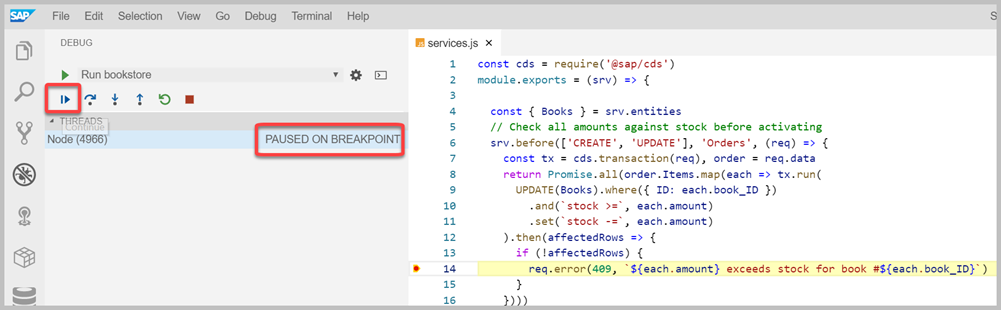 SAP File Edit Selection View Go Debug Terminal Help S
DEBUG
Run bookstore
THREADS
Continue
Node (4966) PAUSED ON BREAKPOINT
services.js ×
1 const cds = require('@sap/cds')
2 module.exports = (srv) => {
3
4 const { Books } = srv.entities
5 // Check all amounts against stock before activating
6 srv.before(['CREATE', 'UPDATE'], 'Orders', (req) => {
7 const tx = cds.transaction(req), order = req.data
8 return Promise.all(order.Items.map(each => tx.run(
9 UPDATE(Books).where({ ID: each.book_ID })
10 .and(`stock >=`, each.amount)
11 .set(`stock -=`, each.amount)
12 ).then(affectedRows => {
13 if (!affectedRows) {
14 req.error(409, `${each.amount} exceeds stock for book #${each.book_ID}`)
15 }
16 })))